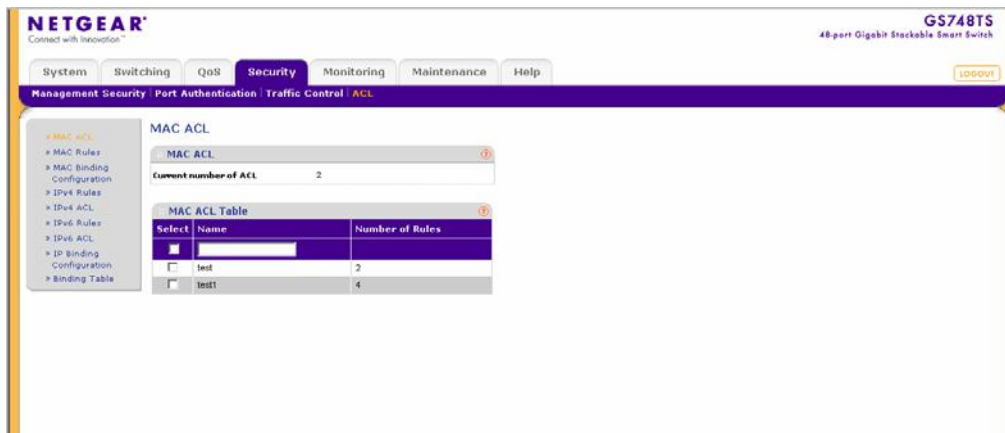 NETGEAR
Connect with Innovation™
GS748TS
48-port Gigabit Stackable Smart Switch
System Switching QoS Security Monitoring Maintenance Help
LOGOUT
Management Security Port Authentication Traffic Control ACL
MAC ACL
MAC Rules
MAC Binding
Configuration
IPv4 Rules
IPv4 ACL
IPv6 Rules
IPv6 ACL
IP Binding
Configuration
Binding Table
MAC ACL
MAC ACL
Current number of ACL 2
MAC ACL Table
Select Name Number of Rules
test 2
test1 4